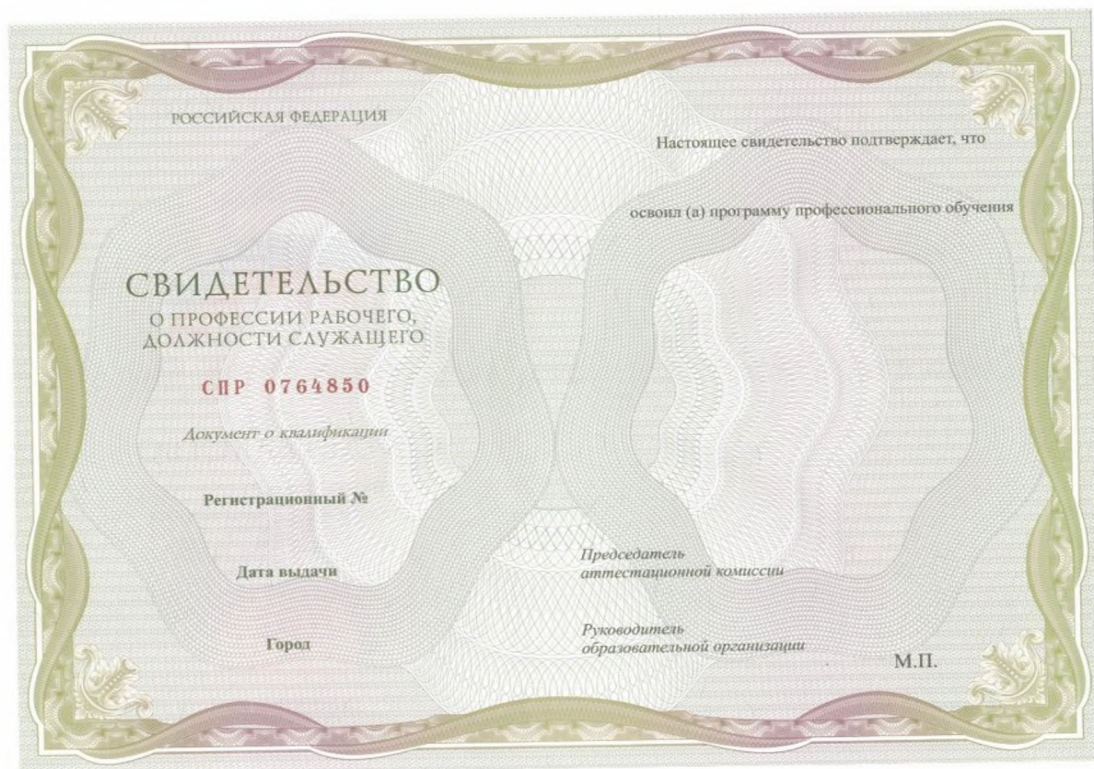 РОССИЙСКАЯ ФЕДЕРАЦИЯ
СВИДЕТЕЛЬСТВО
О ПРОФЕССИИ РАБОЧЕГО,
ДОЛЖНОСТИ СЛУЖАЩЕГО
СПР 0764850
Документ о квалификации
Регистрационный №
Дата выдачи
Город
Настоящее свидетельство подтверждает, что
освоил (а) программу профессионального обучения
Председатель
аттестационной комиссии
Руководитель
образовательной организации
М.П.